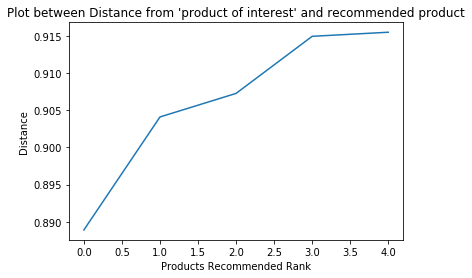 Plot between Distance from 'product of interest' and recommended product
0.915
0.910
0.905
0.900
0.895
0.890
Distance
0.0 0.5 1.0 1.5 2.0 2.5 3.0 3.5 4.0
Products Recommended Rank